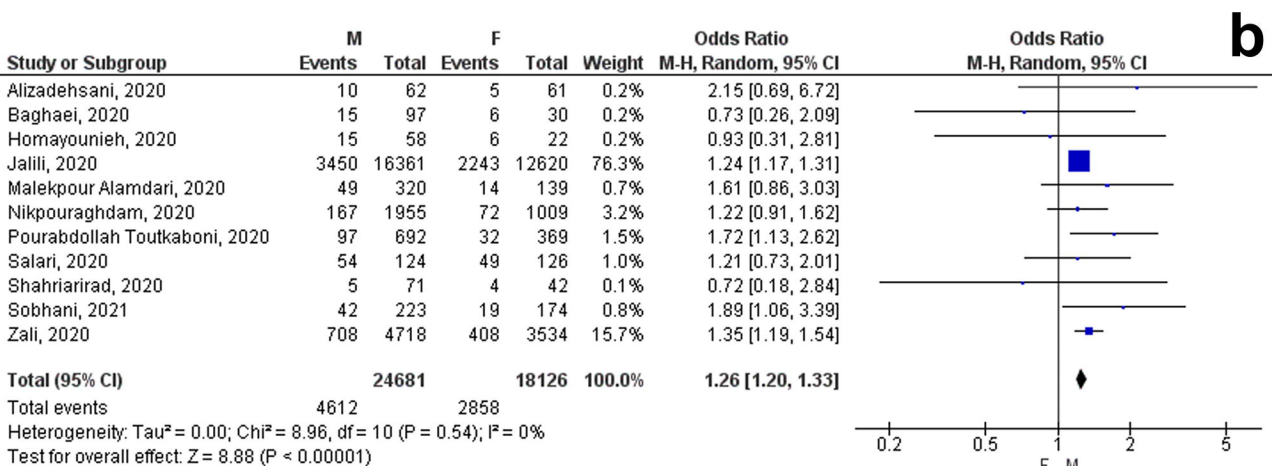 b
M F Odds Ratio Odds Ratio
Study or Subgroup Events Total Events Total Weight M-H, Random, 95% CI M-H, Random, 95% CI
Alizadehsani, 2020 10 62 5 61 0.2% 2.15 [0.69, 6.72]
Baghaei, 2020 15 97 6 30 0.2% 0.73 [0.26, 2.09]
Homayounieh, 2020 15 58 6 22 0.2% 0.93 [0.31, 2.81]
Jalili, 2020 3450 16361 2243 12620 76.3% 1.24 [1.17, 1.31]
Malekpour Alamdari, 2020 49 320 14 139 0.7% 1.61 [0.86, 3.03]
Nikpouraghdam, 2020 167 1955 72 1009 3.2% 1.22 [0.91, 1.62]
Pourabdollah Toutkaboni, 2020 97 692 32 369 1.5% 1.72 [1.13, 2.62]
Salari, 2020 54 124 49 126 1.0% 1.21 [0.73, 2.01]
Shahriarirad, 2020 5 71 4 42 0.1% 0.72 [0.18, 2.84]
Sobhani, 2021 42 223 19 174 0.8% 1.89 [1.06, 3.39]
Zali, 2020 708 4718 408 3534 15.7% 1.35 [1.19, 1.54]
Total (95% CI) 24681 18126 100.0% 1.26 [1.20, 1.33]
Total events 4612 2858
Heterogeneity: Tau² = 0.00; Chi² = 8.96, df = 10 (P = 0.54); I² = 0%
Test for overall effect: Z = 8.88 (P < 0.00001)
0.2 0.5 1 2 5
F M